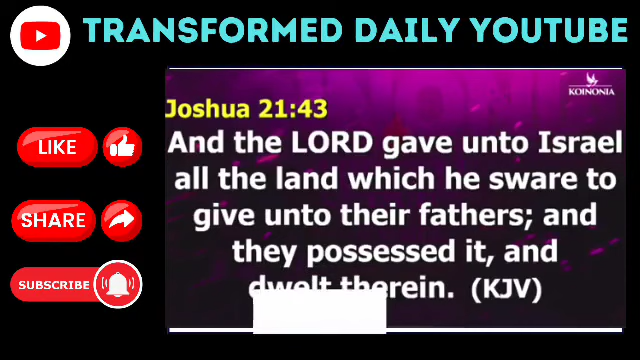 TRANSFORMED DAILY YOUTUBE
KOINONIA
Joshua 21:43
And the LORD gave unto Israel
all the land which he sware to
give unto their fathers; and
they possessed it, and
dwelt therein. (KJV)
LIKE
SHARE
SUBSCRIBE